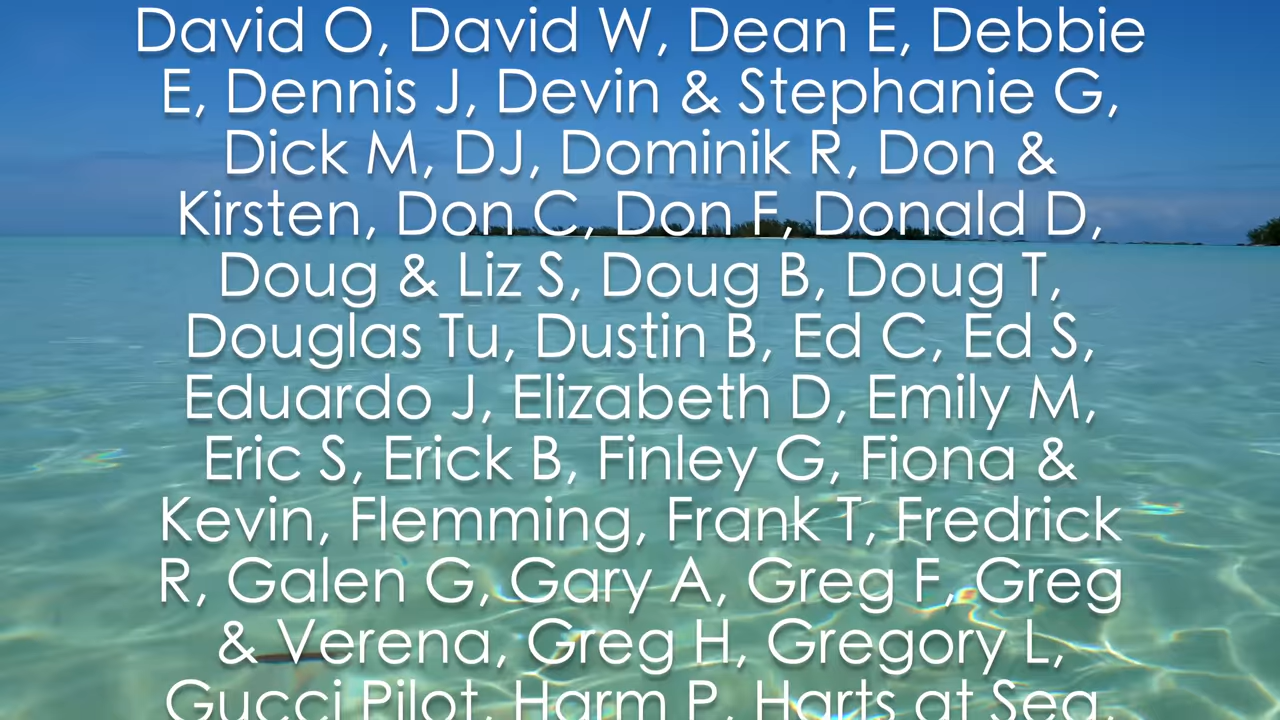 David O, David W, Dean E, Debbie
E, Dennis J, Devin & Stephanie G,
Dick M, DJ, Dominik R, Don &
Kirsten, Don C, Don F, Donald D,
Doug & Liz S, Doug B, Doug T,
Douglas Tu, Dustin B, Ed C, Ed S,
Eduardo J, Elizabeth D, Emily M,
Eric S, Erick B, Finley G, Fiona &
Kevin, Flemming, Frank T, Fredrick
R, Galen G, Gary A, Greg F, Greg
& Verena, Greg H, Gregory L,
Gucci Pilot, Harm P, Harts at Sea,